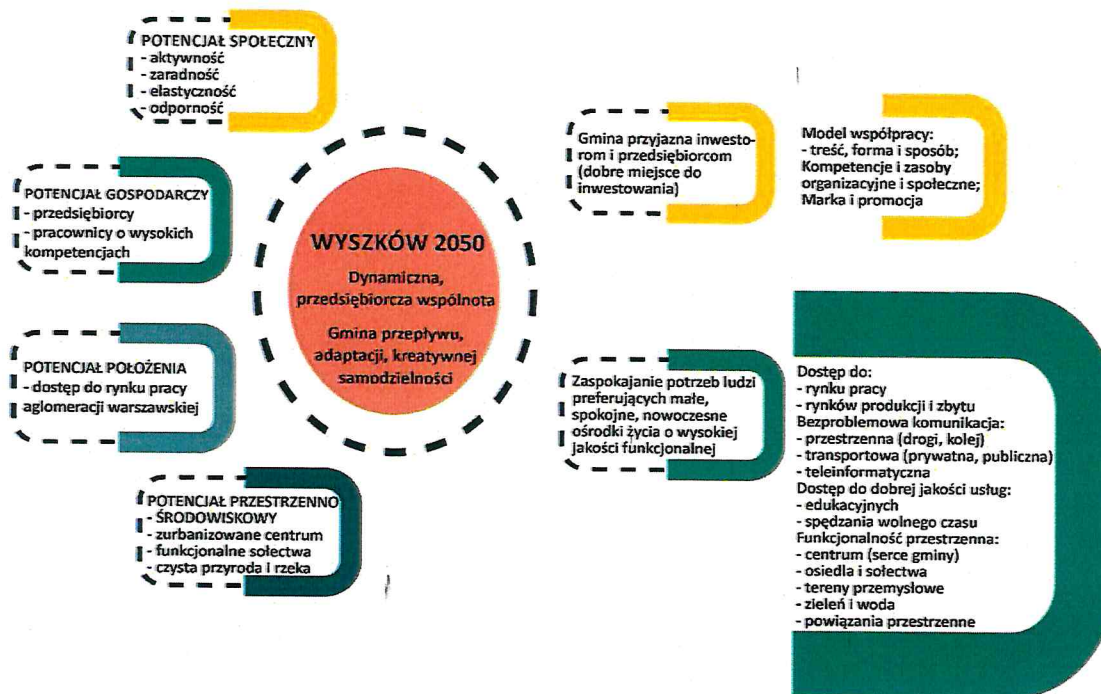 POTENCJAŁ SPOŁECZNY
- aktywność
- zaradność
- elastyczność
- odporność
POTENCJAŁ GOSPODARCZY
- przedsiębiorcy
- pracownicy o wysokich
kompetencjach
POTENCJAŁ POŁOŻENIA
- dostęp do rynku pracy
aglomeracji warszawskiej
POTENCJAŁ PRZESTRZENNO
- ŚRODOWISKOWY
- zurbanizowane centrum
- funkcjonalne sołectwa
- czysta przyroda i rzeka
WYSZKÓW 2050
Dynamiczna,
przedsiębiorcza wspólnota
Gmina przepływu,
adaptacji, kreatywnej
samodzielności
Gmina przyjazna inwesto-
rom i przedsiębiorcom
(dobre miejsce do
inwestowania)
Model współpracy:
- treść, forma i sposób;
Kompetencje i zasoby
organizacyjne i społeczne;
Marka i promocja
Zaspokajanie potrzeb ludzi
preferujących małe,
spokojne, nowoczesne
ośrodki życia o wysokiej
jakości funkcjonalnej
Dostęp do:
- rynku pracy
- rynków produkcji i zbytu
Bezproblemowa komunikacja:
- przestrzenna (drogi, kolej)
- transportowa (prywatna, publiczna)
- teleinformatyczna
Dostęp do dobrej jakości usług:
- edukacyjnych
- spędzania wolnego czasu
Funkcjonalność przestrzenna:
- centrum (serce gminy)
- osiedla i sołectwa
- tereny przemysłowe
- zieleń i woda
- powiązania przestrzenne